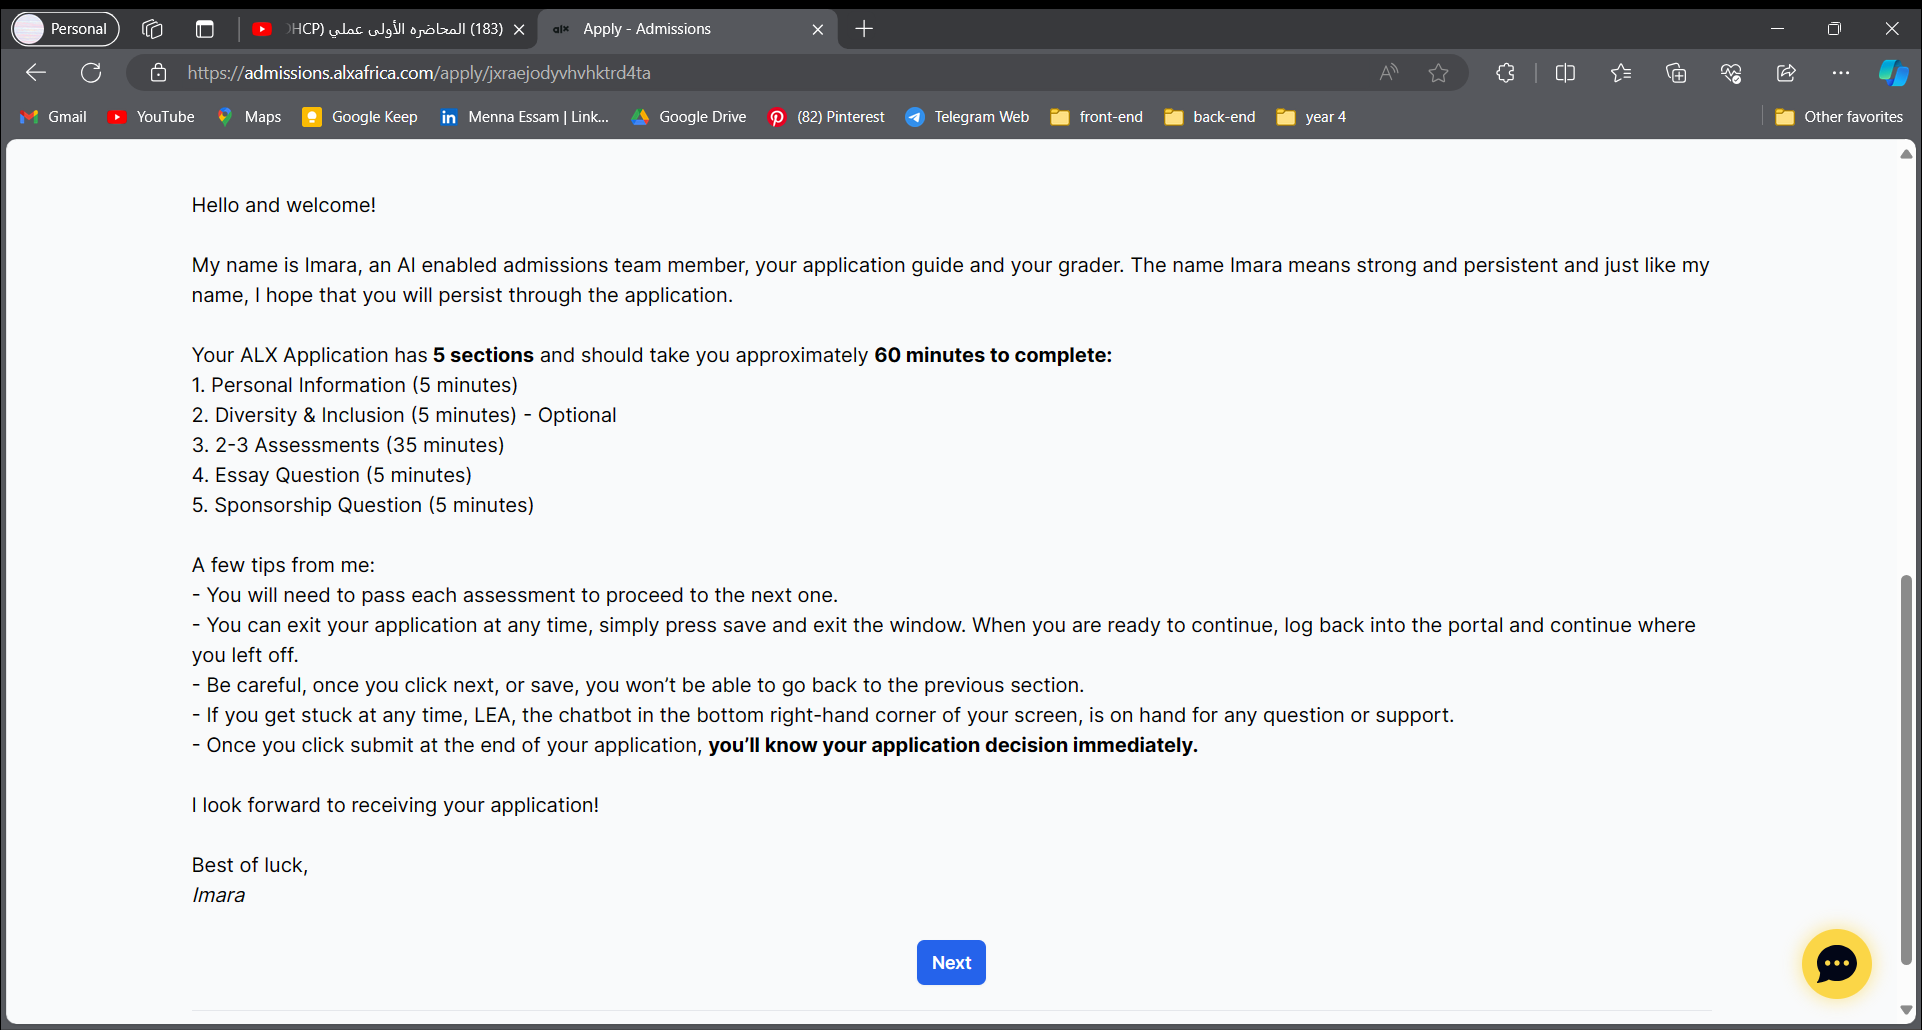 Personal
(183) المحاضره الأولى عملي (DHCP
alx Apply - Admissions
https://admissions.alxafrica.com/apply/jxraejodyvhvhktrd4ta
Gmail
YouTube
Maps
Google Keep
in Menna Essam | Link...
Google Drive
(82) Pinterest
Telegram Web
front-end
back-end
year 4
Other favorites
Hello and welcome!
My name is Imara, an AI enabled admissions team member, your application guide and your grader. The name Imara means strong and persistent and just like my
name, I hope that you will persist through the application.
Your ALX Application has 5 sections and should take you approximately 60 minutes to complete:
1. Personal Information (5 minutes)
2. Diversity & Inclusion (5 minutes) - Optional
3. 2-3 Assessments (35 minutes)
4. Essay Question (5 minutes)
5. Sponsorship Question (5 minutes)
A few tips from me:
- You will need to pass each assessment to proceed to the next one.
- You can exit your application at any time, simply press save and exit the window. When you are ready to continue, log back into the portal and continue where
you left off.
- Be careful, once you click next, or save, you won’t be able to go back to the previous section.
- If you get stuck at any time, LEA, the chatbot in the bottom right-hand corner of your screen, is on hand for any question or support.
- Once you click submit at the end of your application, you’ll know your application decision immediately.
I look forward to receiving your application!
Best of luck,
Imara
Next